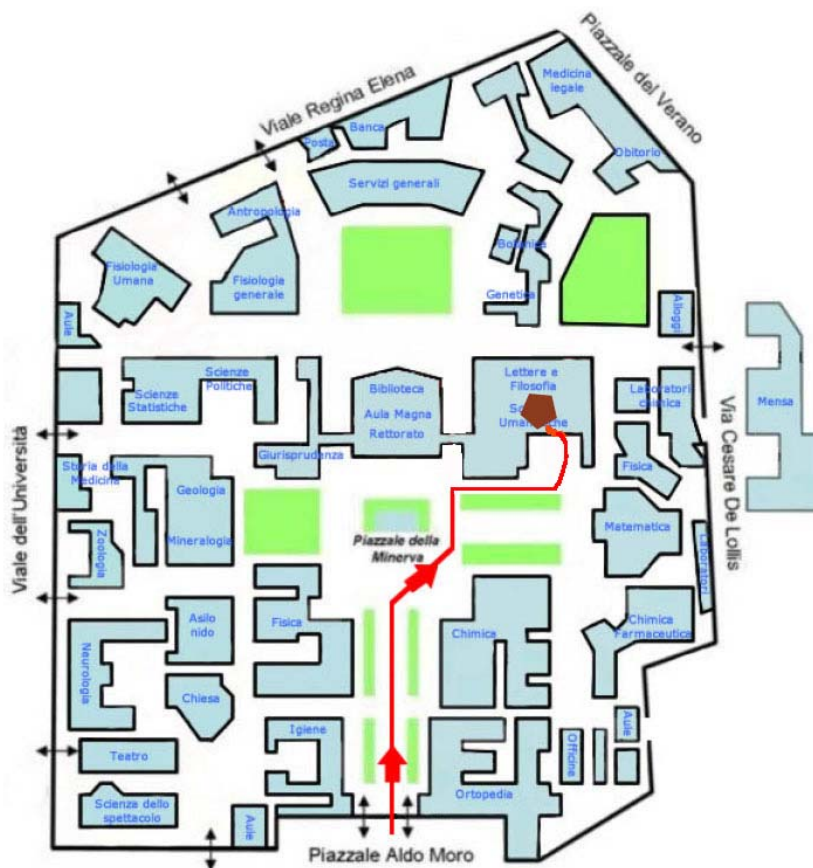 Piazzale del Verano
Viale Regina Elena
Medicina
legale
Banca
Posta
Obitorio
Servizi generali
Antropologia
Botanica
Fisiologia
Umana
Fisiologia
generale
Genetica
Aule
Alloggi
Scienze
Politiche
Scienze
Statistiche
Biblioteca
Aula Magna
Rettorato
Lettere e
Filosofia
Laboratori
chimica
Mensa
Via Cesare De Lollis
Viale dell'Università
Giurisprudenza
Storia della
Medicina
Geologia
Mineralogia
Fisica
Matematica
Piazzale della
Minerva
Zoologia
Laboratori
Asilo
nido
Fisica
Chimica
Chimica
Farmaceutica
Neurologia
Chiesa
Igiene
Aule
Officine
Teatro
Ortopedia
Scienza dello
spettacolo
Aule
Piazzale Aldo Moro